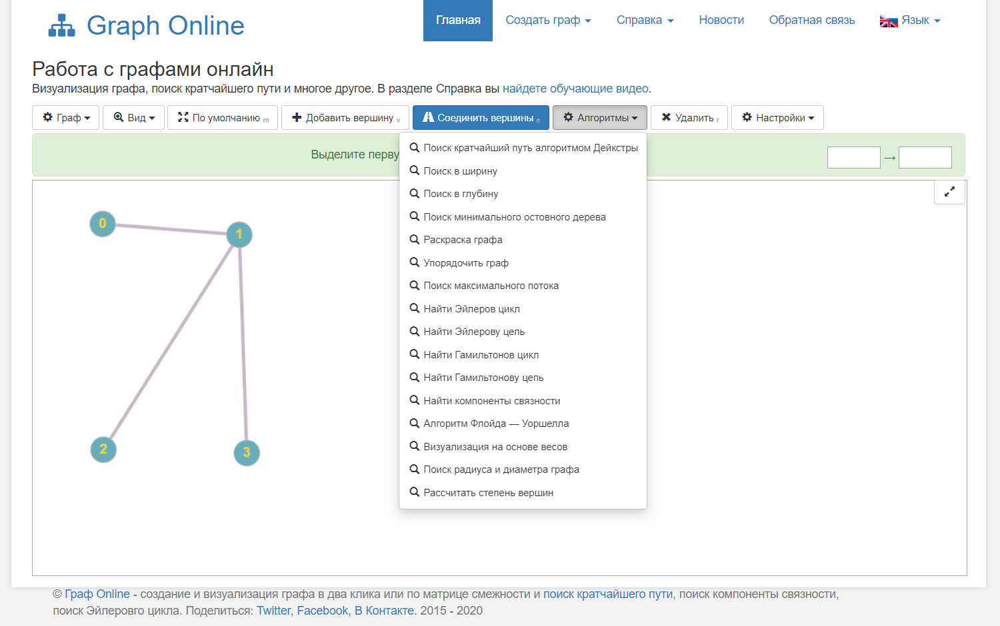 Graph Online
Главная
Создать граф
Справка
Новости
Обратная связь
Язык
Работа с графами онлайн
Визуализация графа, поиск кратчайшего пути и многое другое. В разделе Справка вы найдете обучающие видео.
Граф
Вид
По умолчанию m
Добавить вершину v
Соединить вершины e
Алгоритмы
Удалить r
Настройки
Выделите перву
→
Поиск кратчайший путь алгоритмом Дейкстры
Поиск в ширину
Поиск в глубину
Поиск минимального остовного дерева
Раскраска графа
Упорядочить граф
Поиск максимального потока
Найти Эйлеров цикл
Найти Эйлерову цепь
Найти Гамильтонов цикл
Найти Гамильтонову цепь
Найти компоненты связности
Алгоритм Флойда — Уоршелла
Визуализация на основе весов
Поиск радиуса и диаметра графа
Рассчитать степень вершин
0
1
2
3
© Граф Online - создание и визуализация графа в два клика или по матрице смежности и поиск кратчайшего пути, поиск компоненты связности,
поиск Эйлеровго цикла. Поделиться: Twitter, Facebook, В Контакте. 2015 - 2020